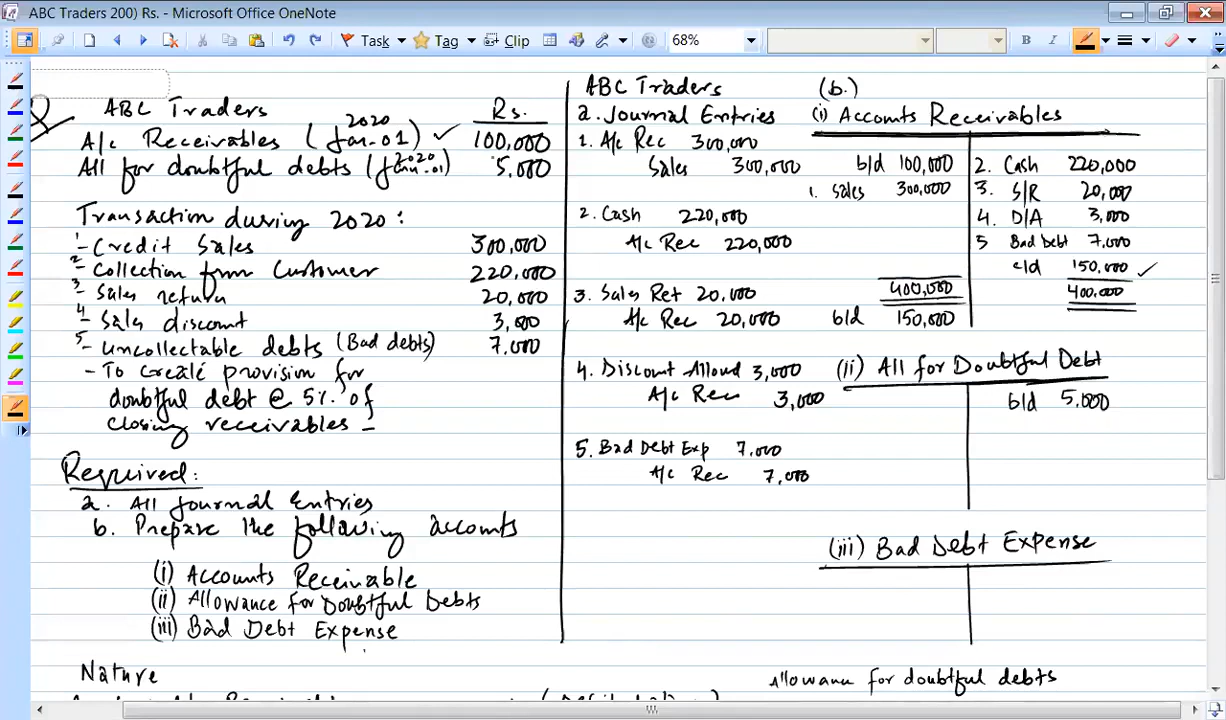 ABC Traders 200) Rs. - Microsoft Office OneNote
Task
Tag
Clip
68%
B I
ABC Traders Rs.
A/c Receivables (Jan-01) 2020 100,000
All for doubtful debts (Jan-01) 2020 5,000
Transaction during 2020:
1- Credit Sales 300,000
2- Collection from Customer 220,000
3- Sales return 20,000
4- Sales discount 3,000
5- Uncollectable debts (Bad debts) 7,000
- To create provision for
doubtful debt @ 5% of
closing receivables -
Required:
a. All Journal Entries
b. Prepare the following accounts
(i) Accounts Receivable
(ii) Allowance for Doubtful Debts
(iii) Bad Debt Expense
Nature
ABC Traders
a. Journal Entries
1. A/c Rec 300,000
Sales 300,000
2. Cash 220,000
A/c Rec 220,000
3. Sales Ret 20,000
A/c Rec 20,000
4. Discount Allowd 3,000
A/c Rec 3,000
5. Bad Debt Exp 7,000
A/c Rec 7,000
(b.)
(i) Accounts Receivables
b/d 100,000 2. Cash 220,000
1. Sales 300,000 3. S/R 20,000
4. D/A 3,000
5 Bad Debt 7,000
c/d 150,000
400,000 400,000
b/d 150,000
(ii) All for Doubtful Debt
b/d 5,000
(iii) Bad Debt Expense
Allowance for doubtful debts